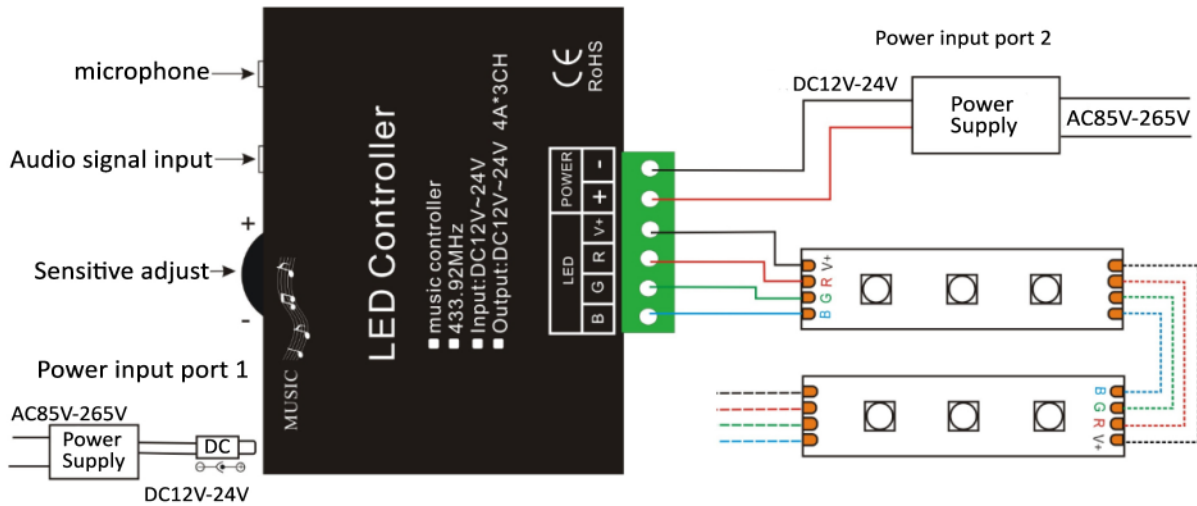 microphone
Audio signal input
+
Sensitive adjust
-
Power input port 1
AC85V-265V
Power
Supply
DC
DC12V-24V
MUSIC
LED Controller
music controller
433.92MHz
Input:DC12V~24V
Output:DC12V~24V 4A*3CH
CE
RoHS
POWER
-
+
LED
V+
R
G
B
Power input port 2
DC12V-24V
Power
Supply
AC85V-265V
V+
R
G
B
B
G
R
V+